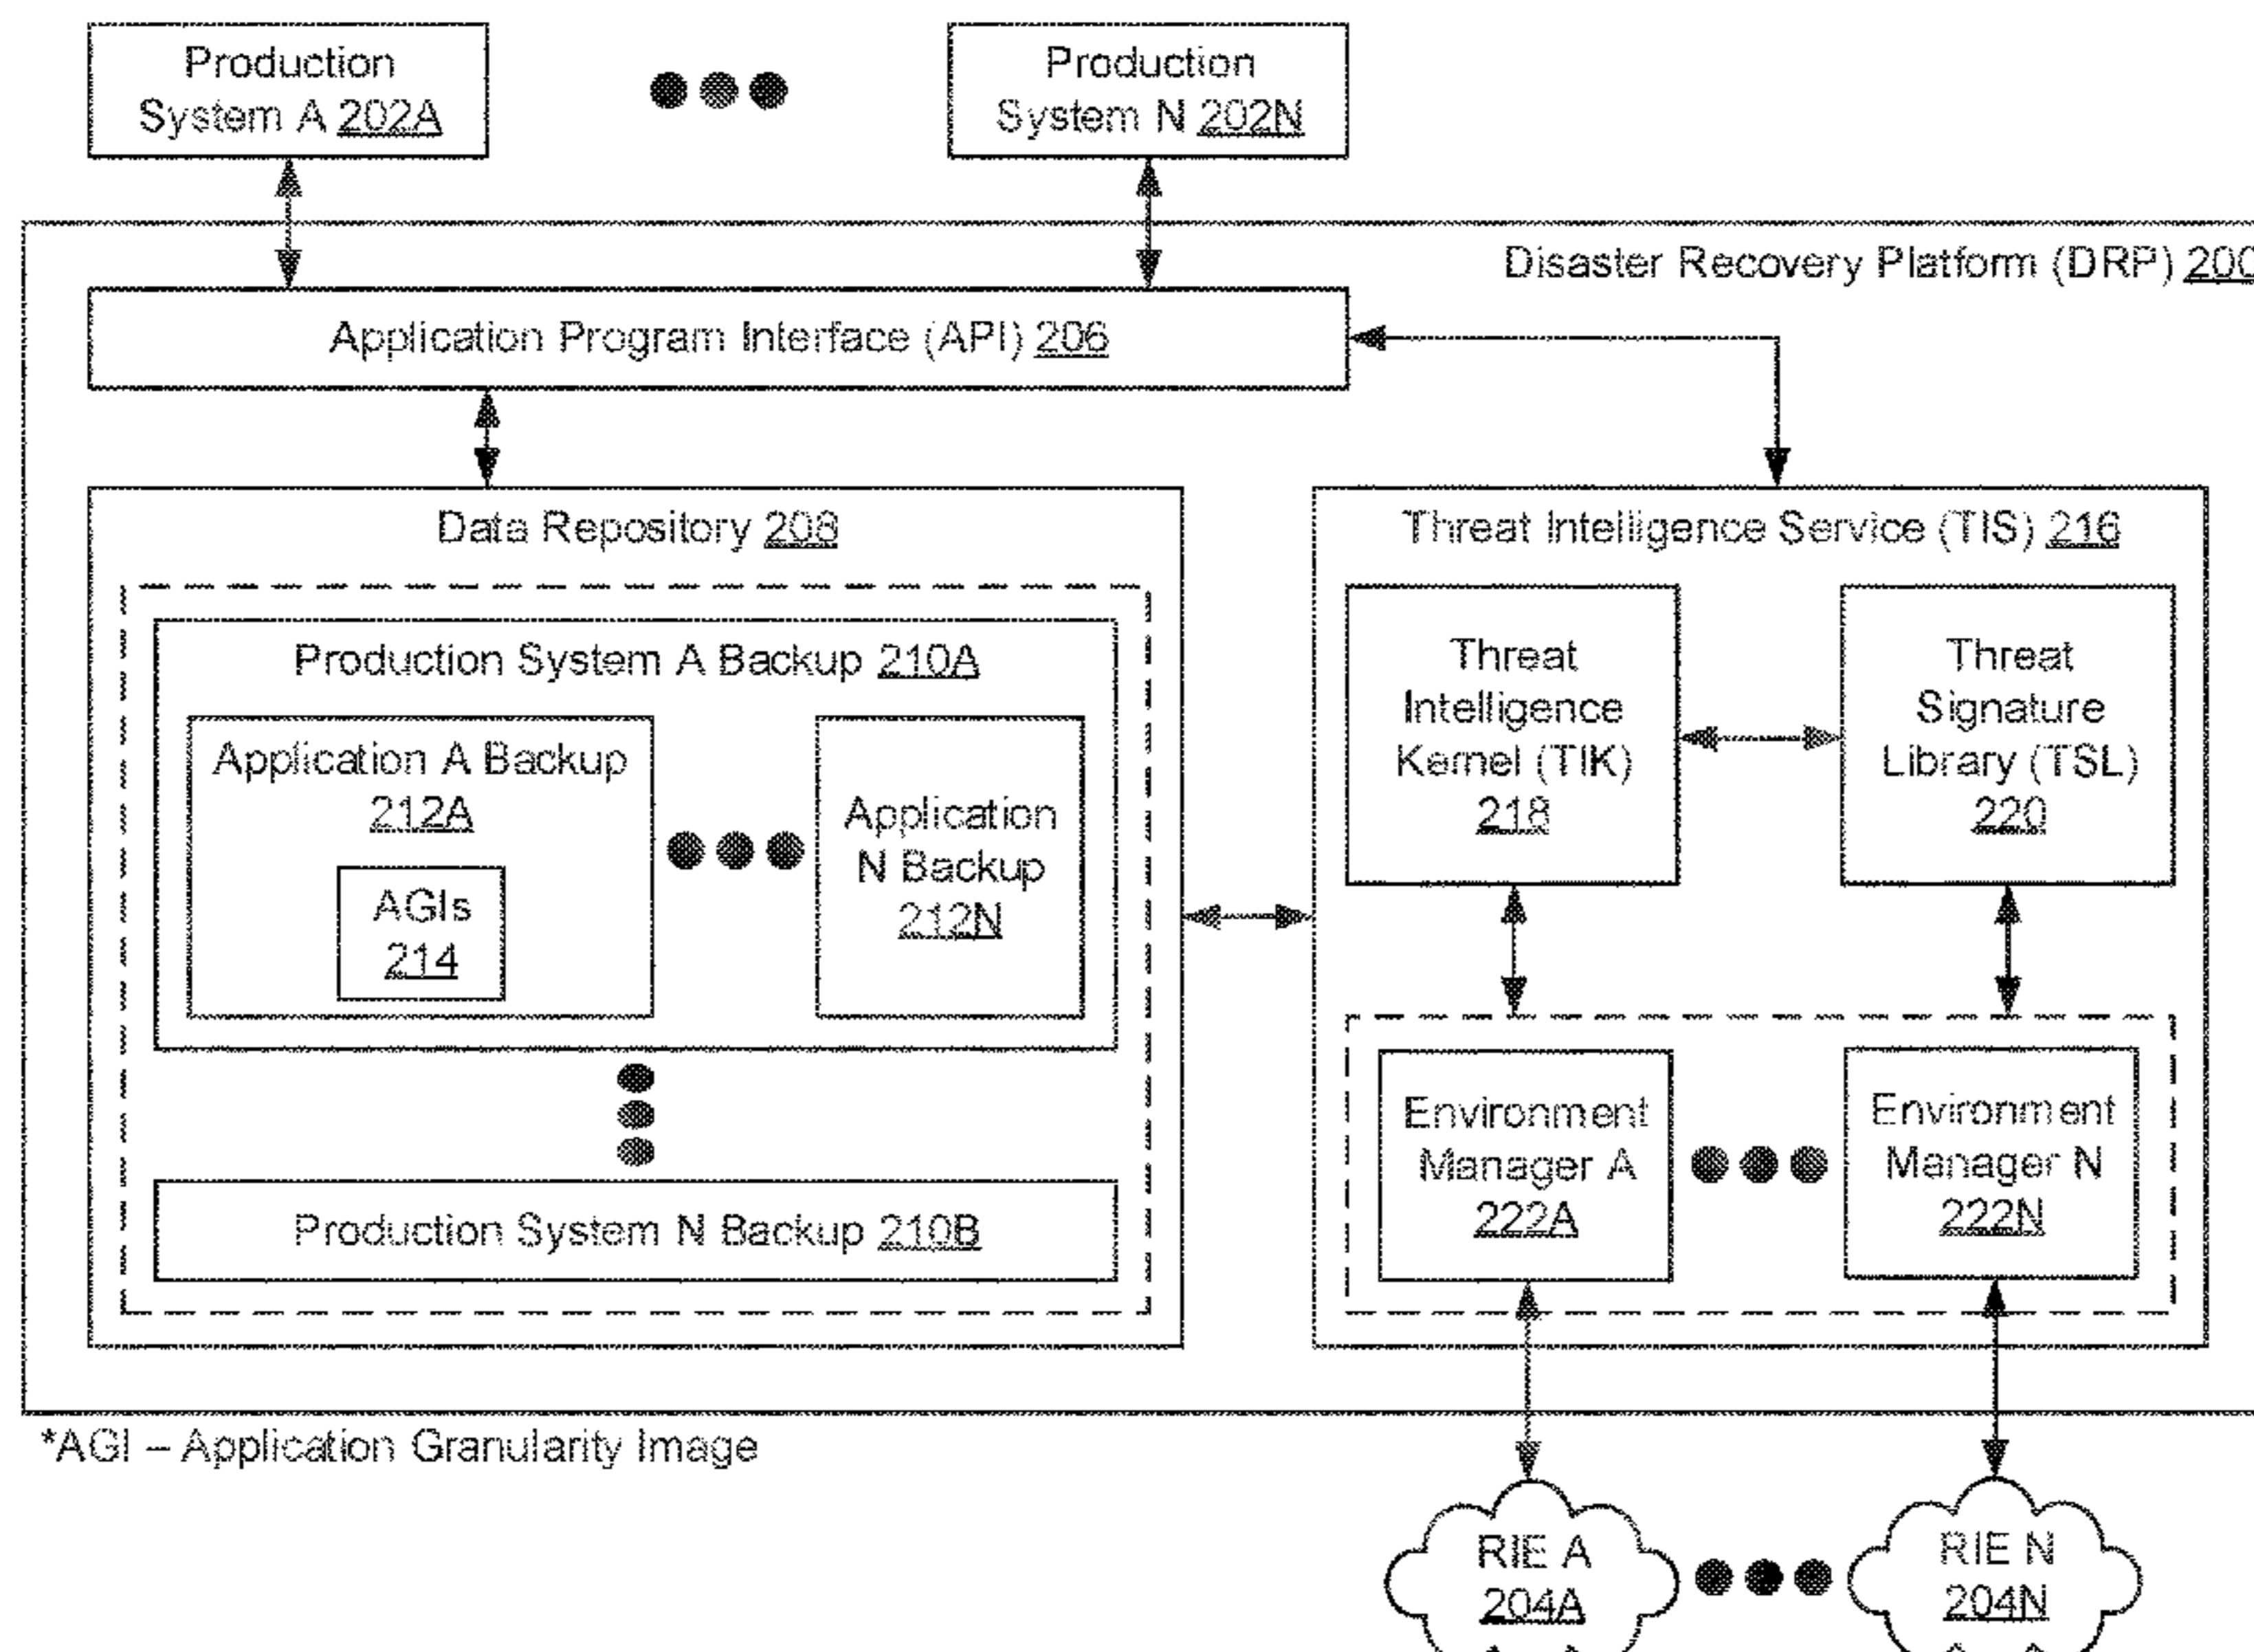 Production
System A 202A
Production
System N 202N
Disaster Recovery Platform (DRP) 200
Application Program Interface (API) 206
Data Repository 208
Production System A Backup 210A
Application A Backup
212A
AGIs
214
Application
N Backup
212N
Production System N Backup 210B
Threat Intelligence Service (TIS) 216
Threat
Intelligence
Kernel (TIK)
218
Threat
Signature
Library (TSL)
220
Environment
Manager A
222A
Environment
Manager N
222N
*AGI – Application Granularity Image
RIE A
204A
RIE N
204N